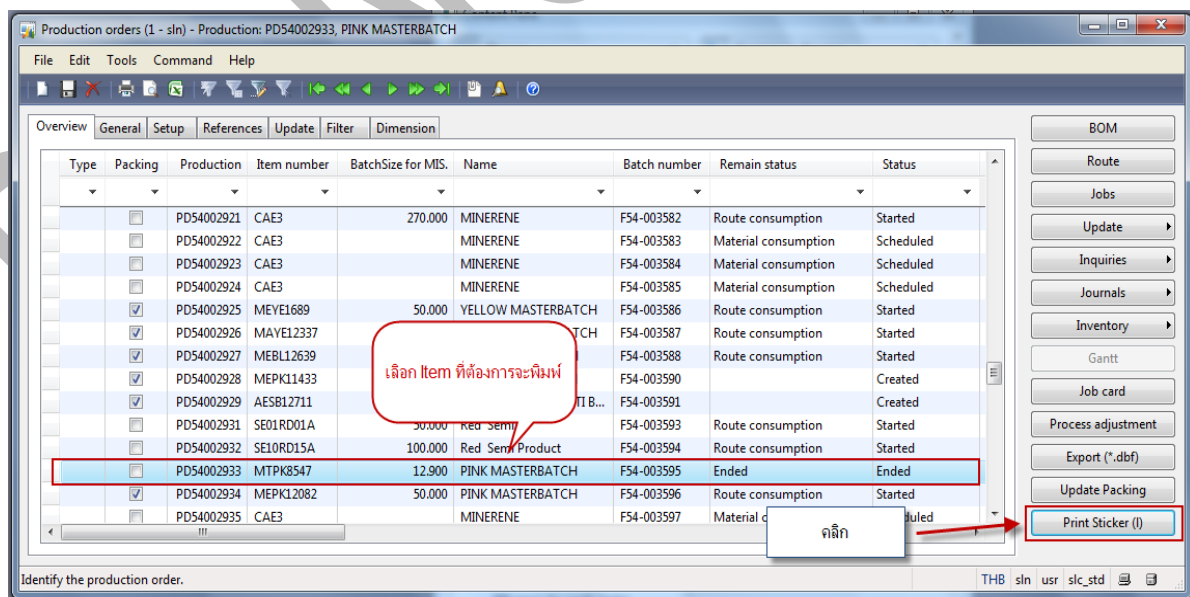 Production orders (1 - sln) - Production: PD54002933, PINK MASTERBATCH
File Edit Tools Command Help
Overview General Setup References Update Filter Dimension
Type Packing Production Item number BatchSize for MIS. Name Batch number Remain status Status
PD54002921 CAE3 270.000 MINERENE F54-003582 Route consumption Started
PD54002922 CAE3 MINERENE F54-003583 Material consumption Scheduled
PD54002923 CAE3 MINERENE F54-003584 Material consumption Scheduled
PD54002924 CAE3 MINERENE F54-003585 Material consumption Scheduled
PD54002925 MEYE1689 50.000 YELLOW MASTERBATCH F54-003586 Route consumption Started
PD54002926 MAYE12337 TCH F54-003587 Route consumption Started
PD54002927 MEBL12639 F54-003588 Route consumption Started
PD54002928 MEPK11433 F54-003590 Created
PD54002929 AESB12711 TI B... F54-003591 Created
PD54002931 SE01RD01A 50.000 Red Semi F54-003593 Route consumption Started
PD54002932 SE10RD15A 100.000 Red Semi Product F54-003594 Route consumption Started
PD54002933 MTPK8547 12.900 PINK MASTERBATCH F54-003595 Ended Ended
PD54002934 MEPK12082 50.000 PINK MASTERBATCH F54-003596 Route consumption Started
PD54002935 CAE3 MINERENE F54-003597 Material duled
เลือก Item ที่ต้องการจะพิมพ์
คลิก
BOM
Route
Jobs
Update
Inquiries
Journals
Inventory
Gantt
Job card
Process adjustment
Export (*.dbf)
Update Packing
Print Sticker (I)
Identify the production order.
THB sln usr slc_std